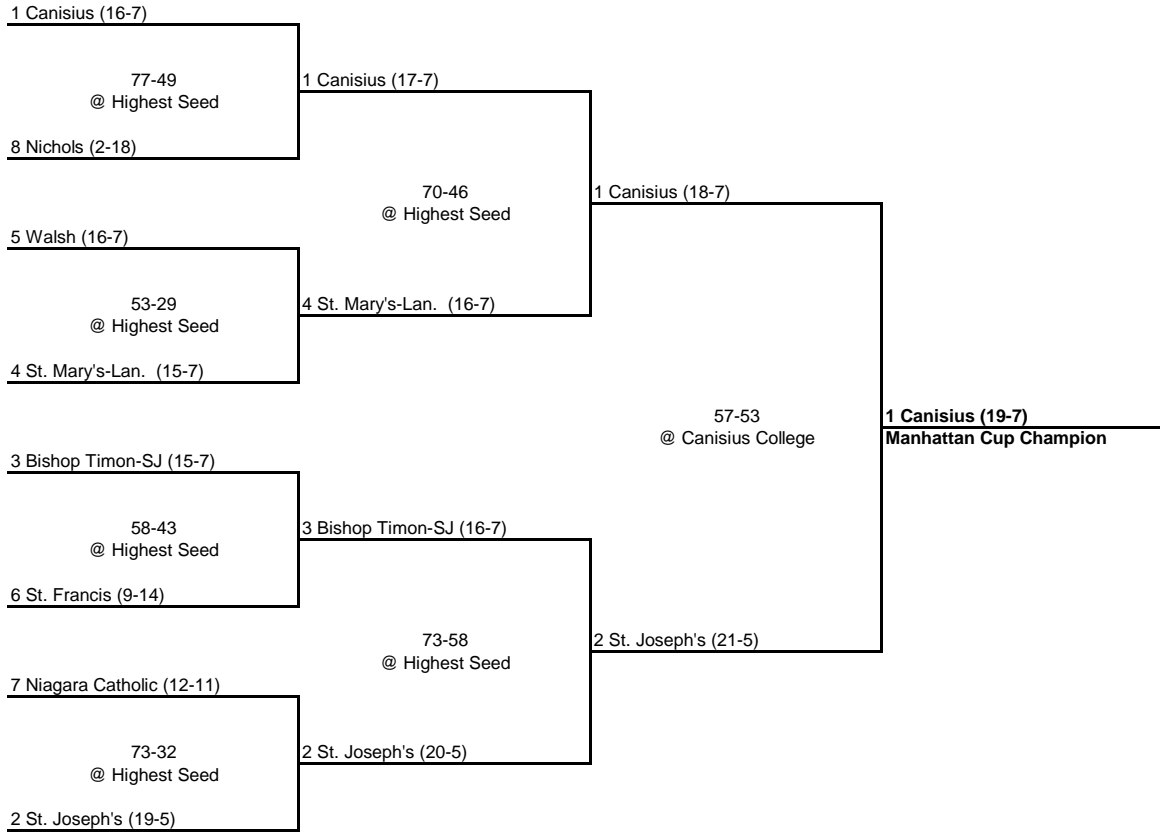 1 Canisius (16-7)
77-49
@ Highest Seed
1 Canisius (17-7)
8 Nichols (2-18)
70-46
@ Highest Seed
1 Canisius (18-7)
5 Walsh (16-7)
53-29
@ Highest Seed
4 St. Mary's-Lan.  (16-7)
4 St. Mary's-Lan.  (15-7)
57-53
@ Canisius College
1 Canisius (19-7)
Manhattan Cup Champion
3 Bishop Timon-SJ (15-7)
58-43
@ Highest Seed
3 Bishop Timon-SJ (16-7)
6 St. Francis (9-14)
73-58
@ Highest Seed
2 St. Joseph's (21-5)
7 Niagara Catholic (12-11)
73-32
@ Highest Seed
2 St. Joseph's (20-5)
2 St. Joseph's (19-5)